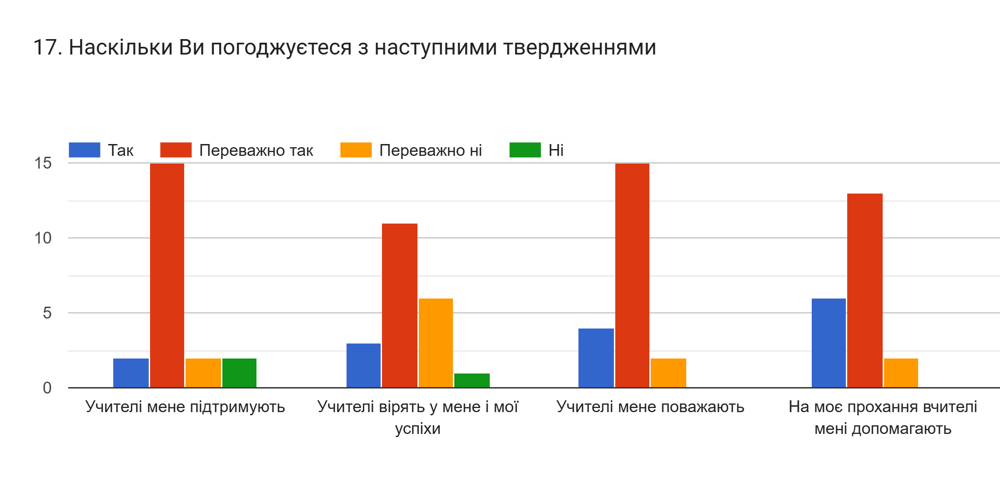 17. Наскільки Ви погоджуєтеся з наступними твердженнями
Так Переважно так Переважно ні Ні
15
10
5
0
Учителі мене підтримують Учителі вірять у мене і мої Учителі мене поважають На моє прохання вчителі
успіхи мені допомагають